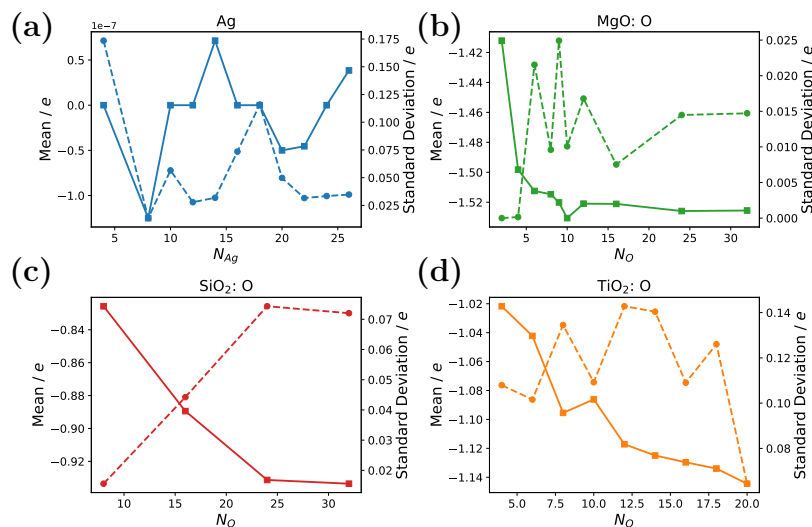 (a)
Ag
1e−7
0.5
0.0
−0.5
−1.0
Mean / e
0.175
0.150
0.125
0.100
0.075
0.050
0.025
Standard Deviation / e
5 10 15 20 25
N_Ag
(b)
MgO: O
−1.42
−1.44
−1.46
−1.48
−1.50
−1.52
Mean / e
0.025
0.020
0.015
0.010
0.005
0.000
Standard Deviation / e
5 10 15 20 25 30
N_O
(c)
SiO₂: O
−0.84
−0.86
−0.88
−0.90
−0.92
Mean / e
0.07
0.06
0.05
0.04
0.03
0.02
Standard Deviation / e
10 15 20 25 30
N_O
(d)
TiO₂: O
−1.02
−1.04
−1.06
−1.08
−1.10
−1.12
−1.14
Mean / e
0.14
0.12
0.10
0.08
Standard Deviation / e
5.0 7.5 10.0 12.5 15.0 17.5 20.0
N_O